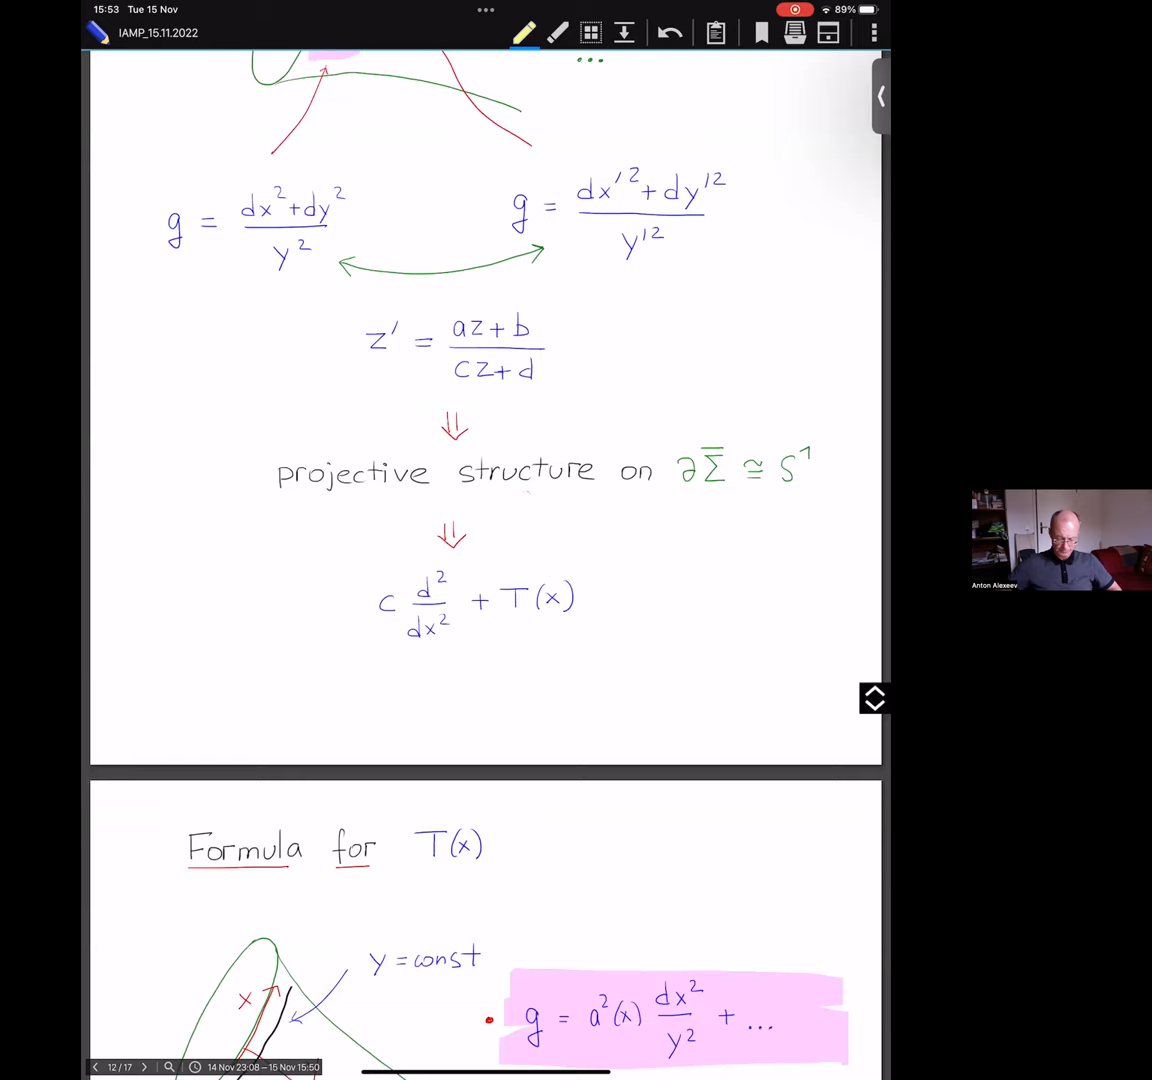 15:53 Tue 15 Nov
89%
IAMP_15.11.2022
...
g = dx²+dy² / y²
g = dx'²+dy'² / y'²
z' = az+b / cz+d
⇓
projective structure on ∂Σ̅ ≅ S¹
⇓
c d²/dx² + T(x)
Anton Alexeev
Formula for T(x)
y = const
x
• g = a²(x) dx²/y² + ...
12 / 17
14 Nov 23:08 – 15 Nov 15:50